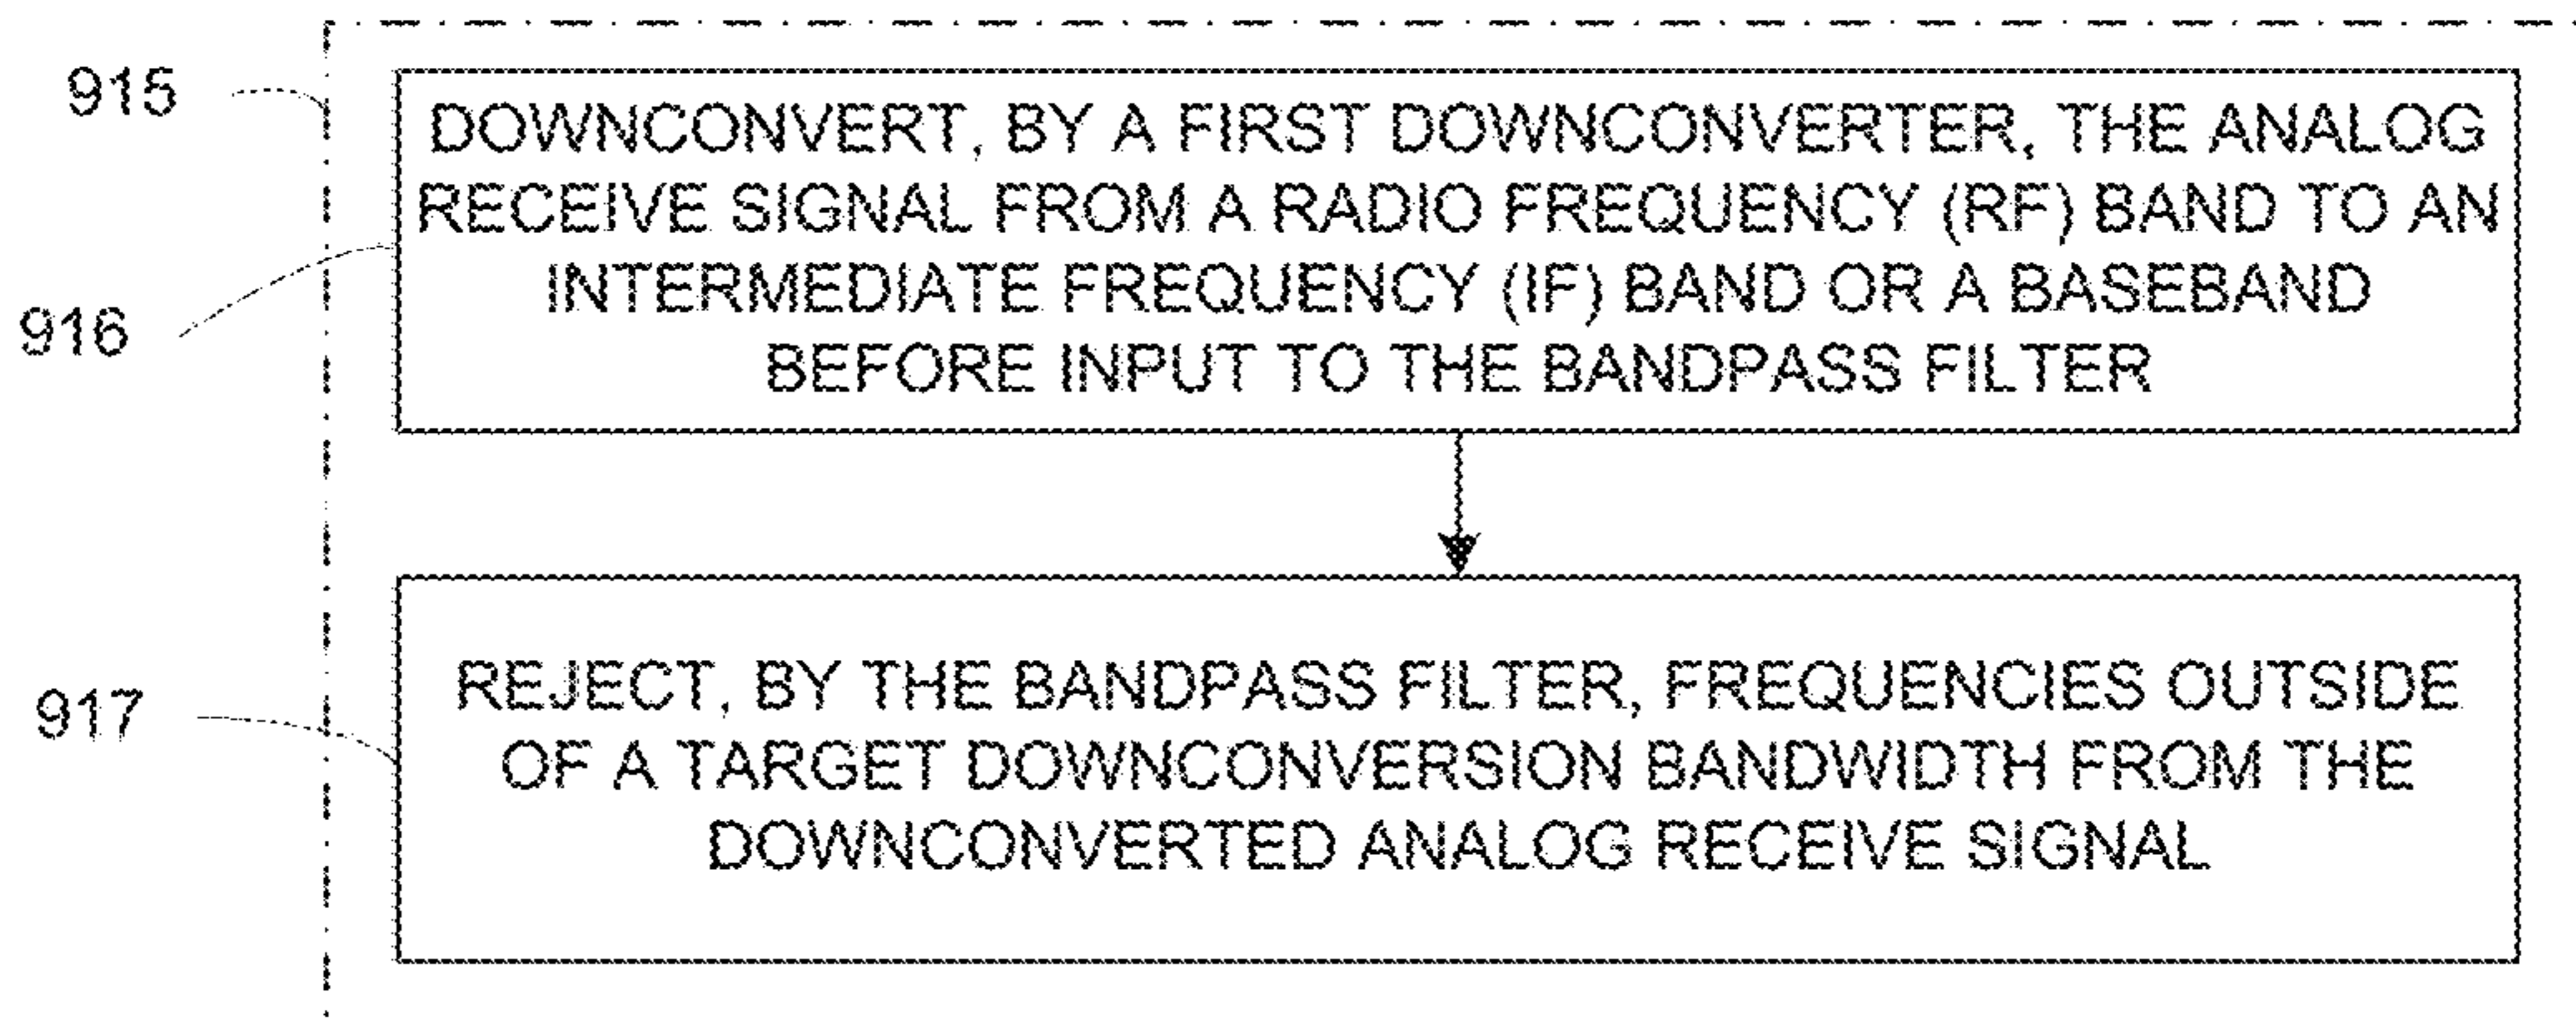 915
DOWNCONVERT, BY A FIRST DOWNCONVERTER, THE ANALOG
RECEIVE SIGNAL FROM A RADIO FREQUENCY (RF) BAND TO AN
INTERMEDIATE FREQUENCY (IF) BAND OR A BASEBAND
BEFORE INPUT TO THE BANDPASS FILTER
916
REJECT, BY THE BANDPASS FILTER, FREQUENCIES OUTSIDE
OF A TARGET DOWNCONVERSION BANDWIDTH FROM THE
DOWNCONVERTED ANALOG RECEIVE SIGNAL
917